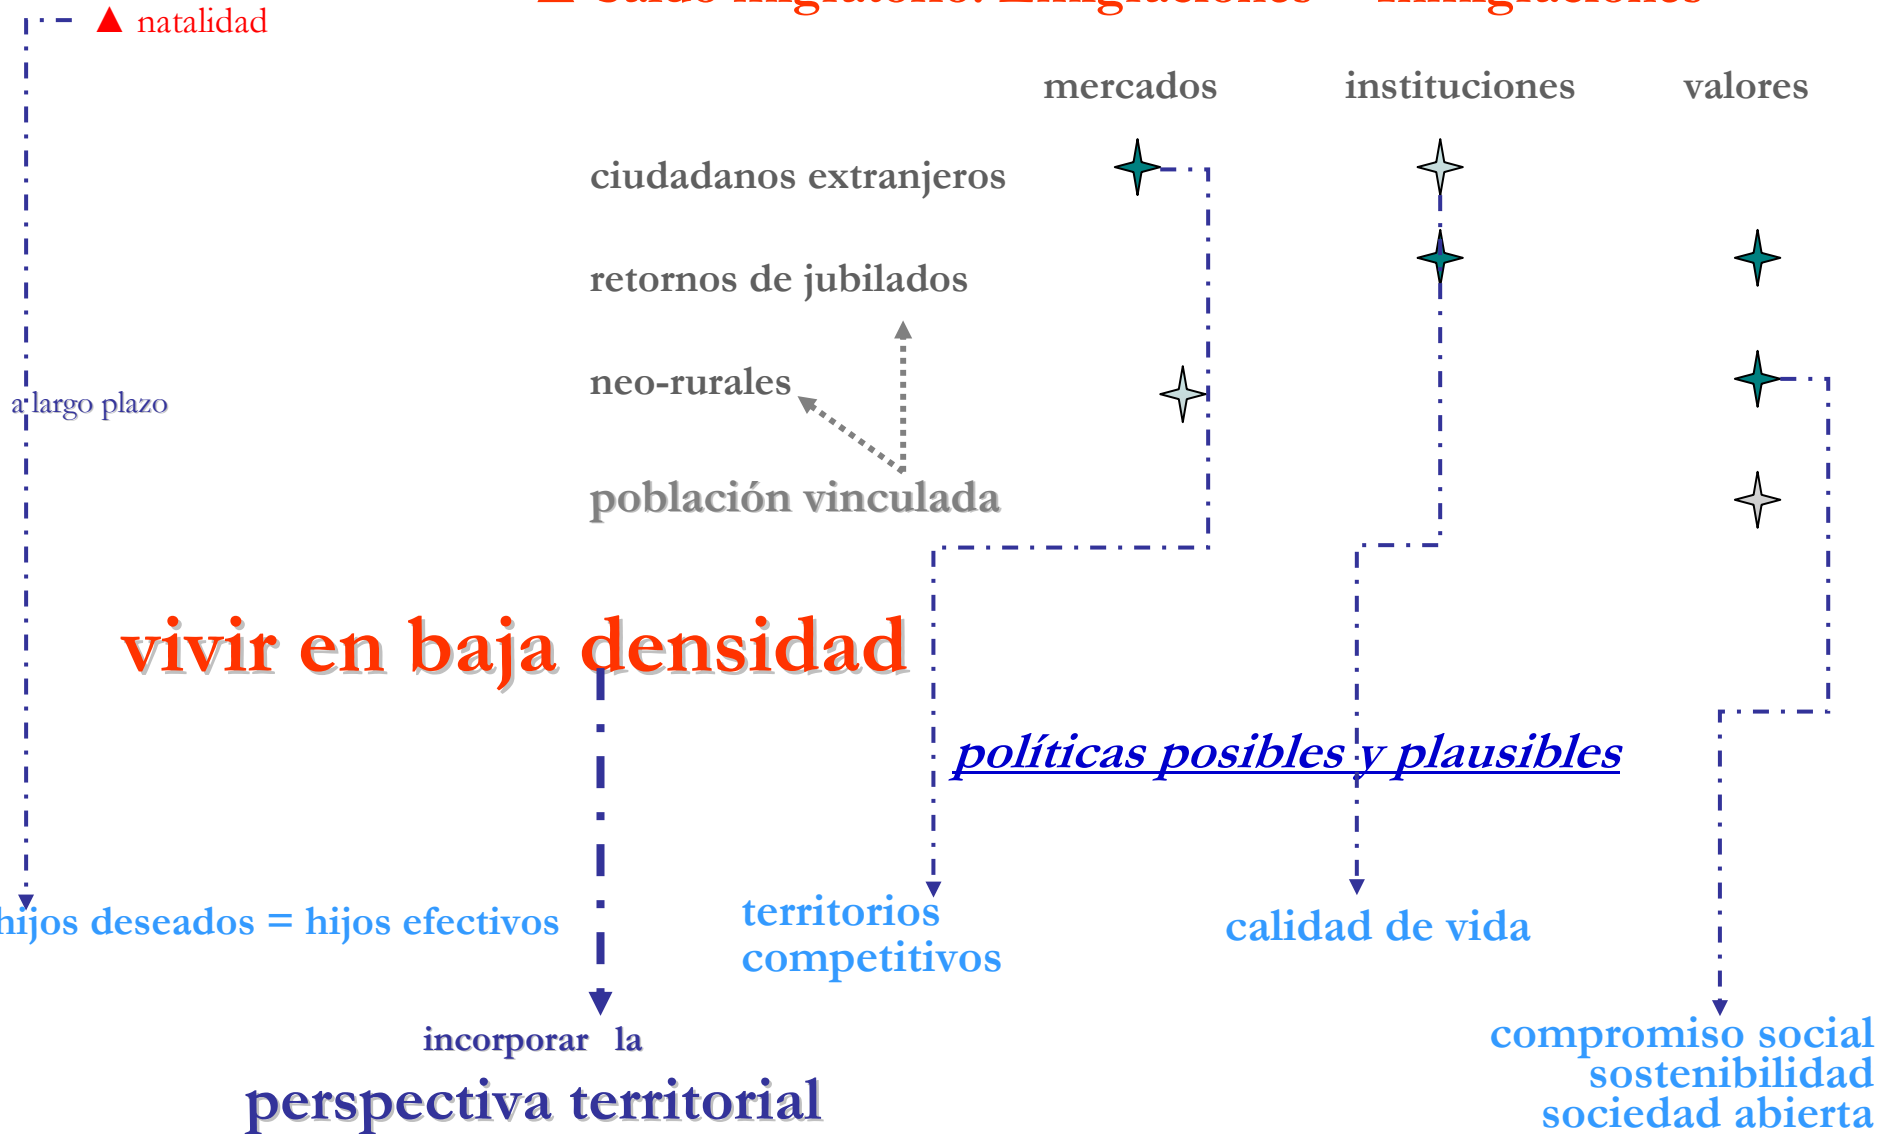 ▲ natalidad
mercados instituciones valores
ciudadanos extranjeros
retornos de jubilados
neo-rurales
a largo plazo
población vinculada
vivir en baja densidad
políticas posibles y plausibles
hijos deseados = hijos efectivos
territorios
competitivos
calidad de vida
incorporar la
perspectiva territorial
compromiso social
sostenibilidad
sociedad abierta